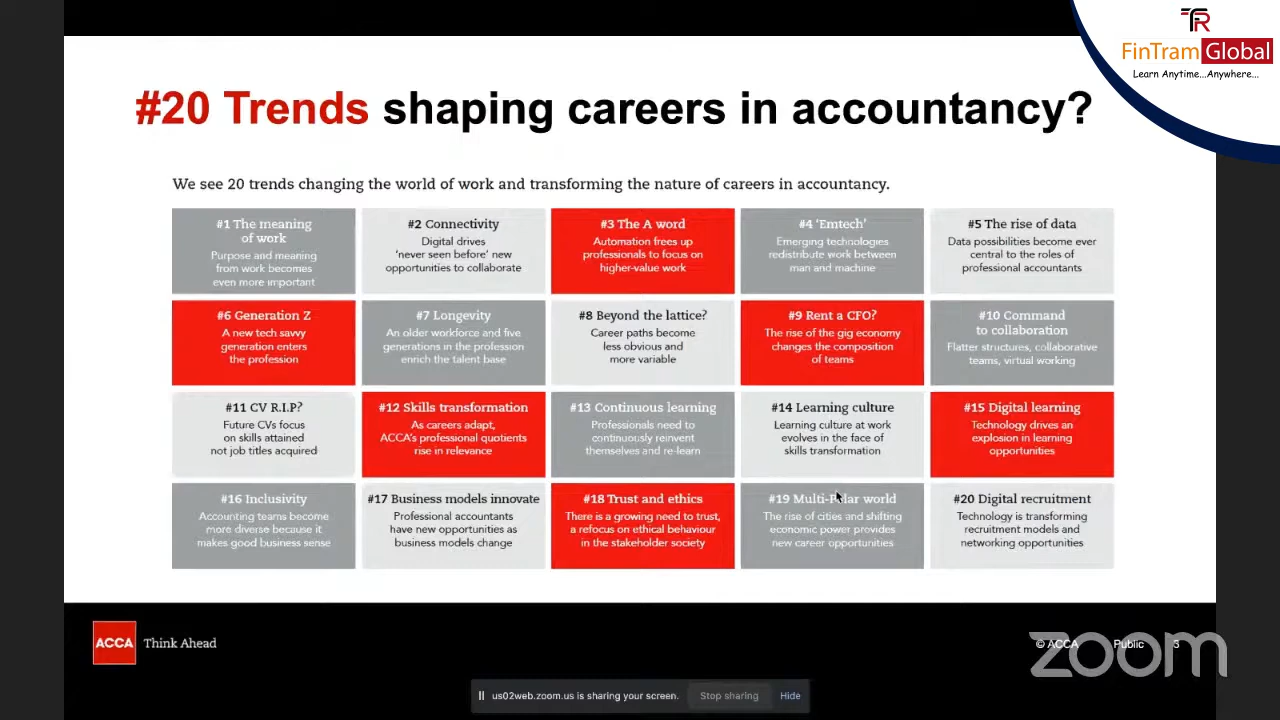 TR
FinTram Global
Learn Anytime...Anywhere...
#20 Trends shaping careers in accountancy?
We see 20 trends changing the world of work and transforming the nature of careers in accountancy.
#1 The meaning
of work
Purpose and meaning
from work becomes
even more important
#2 Connectivity
Digital drives
'never seen before' new
opportunities to collaborate
#3 The A word
Automation frees up
professionals to focus on
higher-value work
#4 'Emtech'
Emerging technologies
redistribute work between
man and machine
#5 The rise of data
Data possibilities become ever
central to the roles of
professional accountants
#6 Generation Z
A new tech savvy
generation enters
the profession
#7 Longevity
An older workforce and five
generations in the profession
enrich the talent base
#8 Beyond the lattice?
Career paths become
less obvious and
more variable
#9 Rent a CFO?
The rise of the gig economy
changes the composition
of teams
#10 Command
to collaboration
Flatter structures, collaborative
teams, virtual working
#11 CV R.I.P?
Future CVs focus
on skills attained
not job titles acquired
#12 Skills transformation
As careers adapt,
ACCA's professional quotients
rise in relevance
#13 Continuous learning
Professionals need to
continuously reinvent
themselves and re-learn
#14 Learning culture
Learning culture at work
evolves in the face of
skills transformation
#15 Digital learning
Technology drives an
explosion in learning
opportunities
#16 Inclusivity
Accounting teams become
more diverse because it
makes good business sense
#17 Business models innovate
Professional accountants
have new opportunities as
business models change
#18 Trust and ethics
There is a growing need to trust,
a refocus on ethical behaviour
in the stakeholder society
#19 Multi-Polar world
The rise of cities and shifting
economic power provides
new career opportunities
#20 Digital recruitment
Technology is transforming
recruitment models and
networking opportunities
ACCA Think Ahead
© ACCA Public 3
zoom
us02web.zoom.us is sharing your screen. Stop sharing Hide